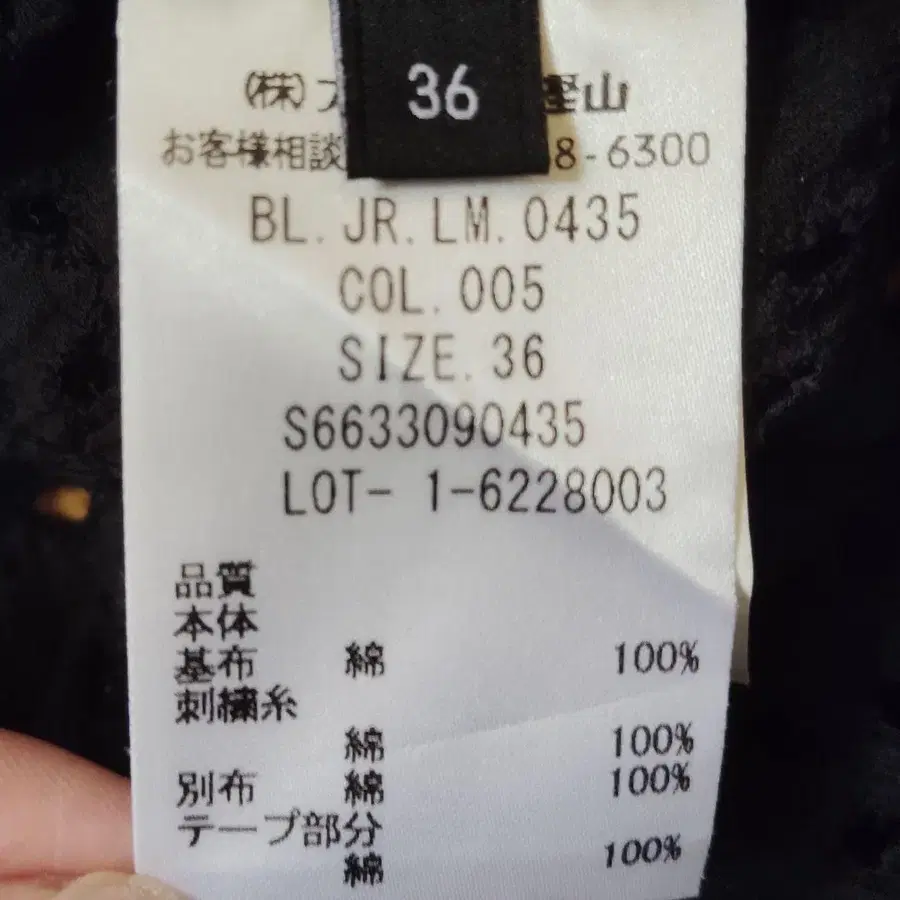 36
(株) 樫山
お客様相談 8-6300
BL.JR.LM.0435
COL.005
SIZE.36
S6633090435
LOT- 1-6228003
品質
本体
基布 綿 100%
刺繍糸
綿 100%
別布 綿 100%
テープ部分
綿 100%